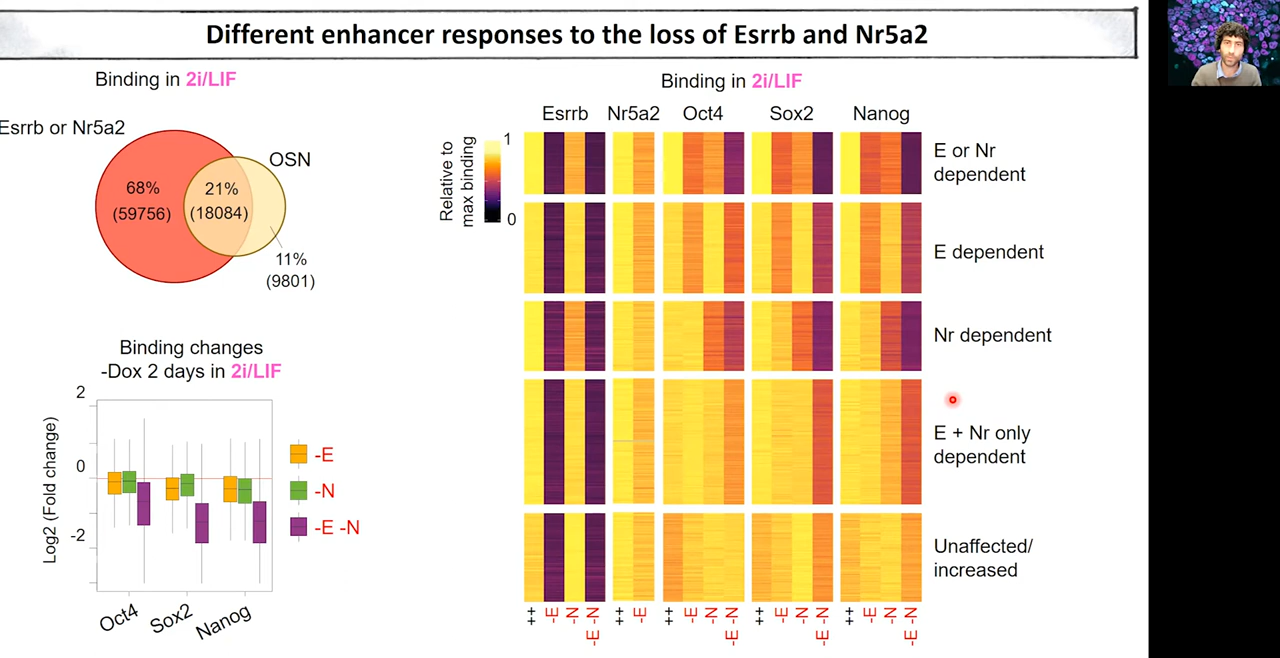 Different enhancer responses to the loss of Esrrb and Nr5a2
Binding in 2i/LIF
Esrrb or Nr5a2
OSN
68%
(59756)
21%
(18084)
11%
(9801)
Binding changes
-Dox 2 days in 2i/LIF
Log2 (Fold change)
2
0
-2
Oct4
Sox2
Nanog
-E
-N
-E -N
Binding in 2i/LIF
Esrrb
Nr5a2
Oct4
Sox2
Nanog
Relative to
max binding
1
0
E or Nr
dependent
E dependent
Nr dependent
E + Nr only
dependent
Unaffected/
increased
++
-E
-N
-E -N
++
-E
++
-E
-N
-E -N
++
-E
-N
-E -N
++
-E
-N
-E -N